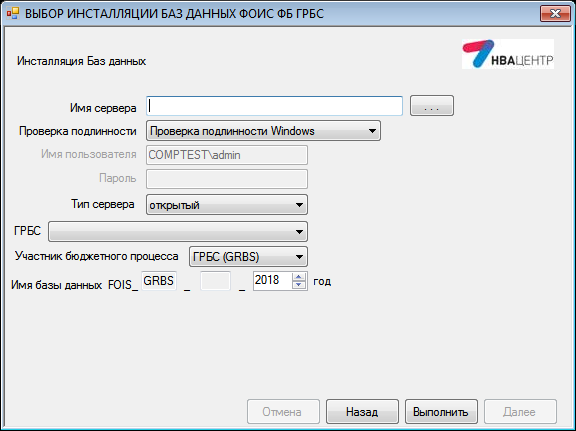 ВЫБОР ИНСТАЛЛЯЦИИ БАЗ ДАННЫХ ФОИС ФБ ГРБС
НВАЦЕНТР
Инсталляция Баз данных
Имя сервера ...
Проверка подлинности Проверка подлинности Windows
Имя пользователя COMPTEST\admin
Пароль
Тип сервера открытый
ГРБС
Участник бюджетного процесса ГРБС (GRBS)
Имя базы данных FOIS_ GRBS _ _ 2018 год
Отмена Назад Выполнить Далее